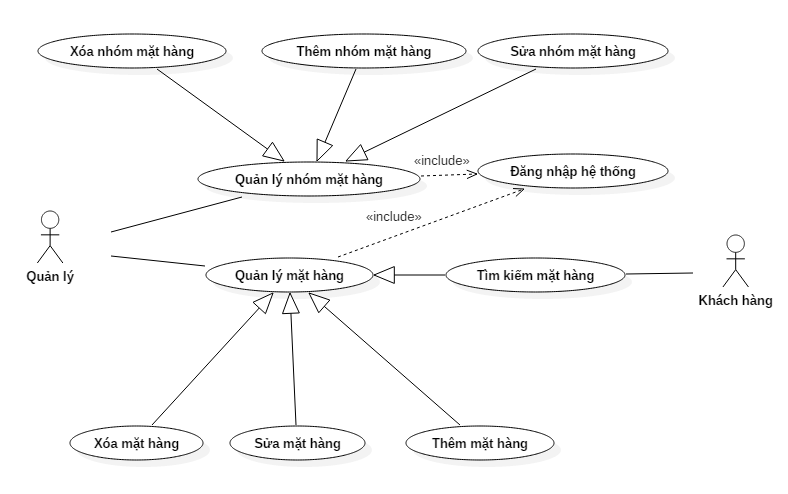 Xóa nhóm mặt hàng
Thêm nhóm mặt hàng
Sửa nhóm mặt hàng
«include»
Quản lý nhóm mặt hàng
Đăng nhập hệ thống
«include»
Quản lý
Quản lý mặt hàng
Tìm kiếm mặt hàng
Khách hàng
Xóa mặt hàng
Sửa mặt hàng
Thêm mặt hàng